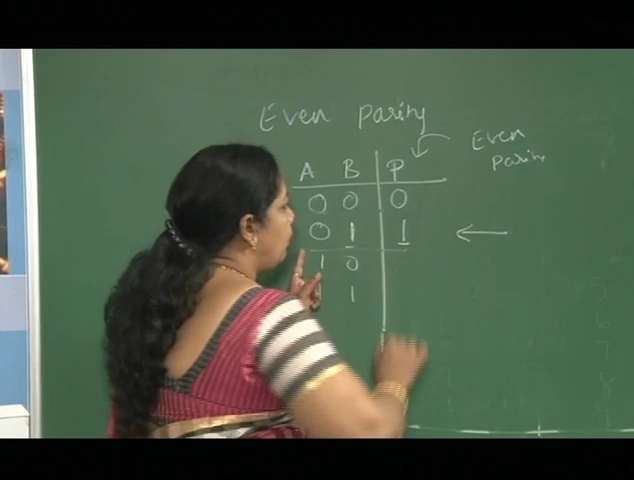 Even Parity
Even
Parity
A B P
0 0 0
0 1 1
1 0
1